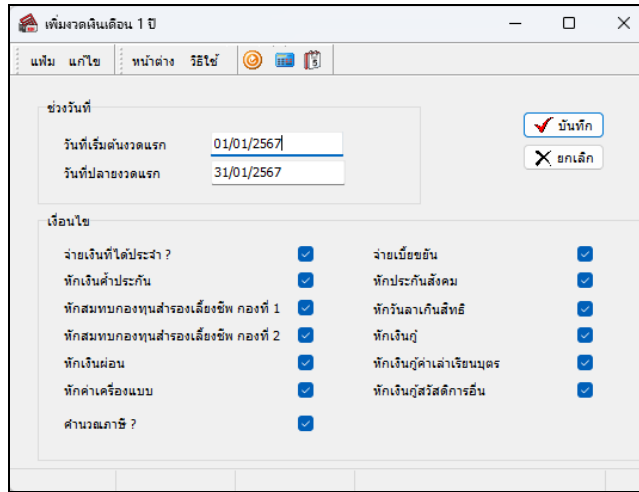 เพิ่มงวดเงินเดือน 1 ปี
แฟ้ม แก้ไข หน้าต่าง วิธีใช้
ช่วงวันที่
วันที่เริ่มต้นงวดแรก 01/01/2567
บันทึก
วันที่ปลายงวดแรก 31/01/2567
ยกเลิก
เงื่อนไข
จ่ายเงินที่ได้ประจำ ? จ่ายเบี้ยขยัน
หักเงินค้ำประกัน หักประกันสังคม
หักสมทบกองทุนสำรองเลี้ยงชีพ กองที่ 1 หักวันลาเกินสิทธิ
หักสมทบกองทุนสำรองเลี้ยงชีพ กองที่ 2 หักเงินกู้
หักเงินผ่อน หักเงินกู้ค่าเล่าเรียนบุตร
หักค่าเครื่องแบบ หักเงินกู้สวัสดิการอื่น
คำนวณภาษี ?